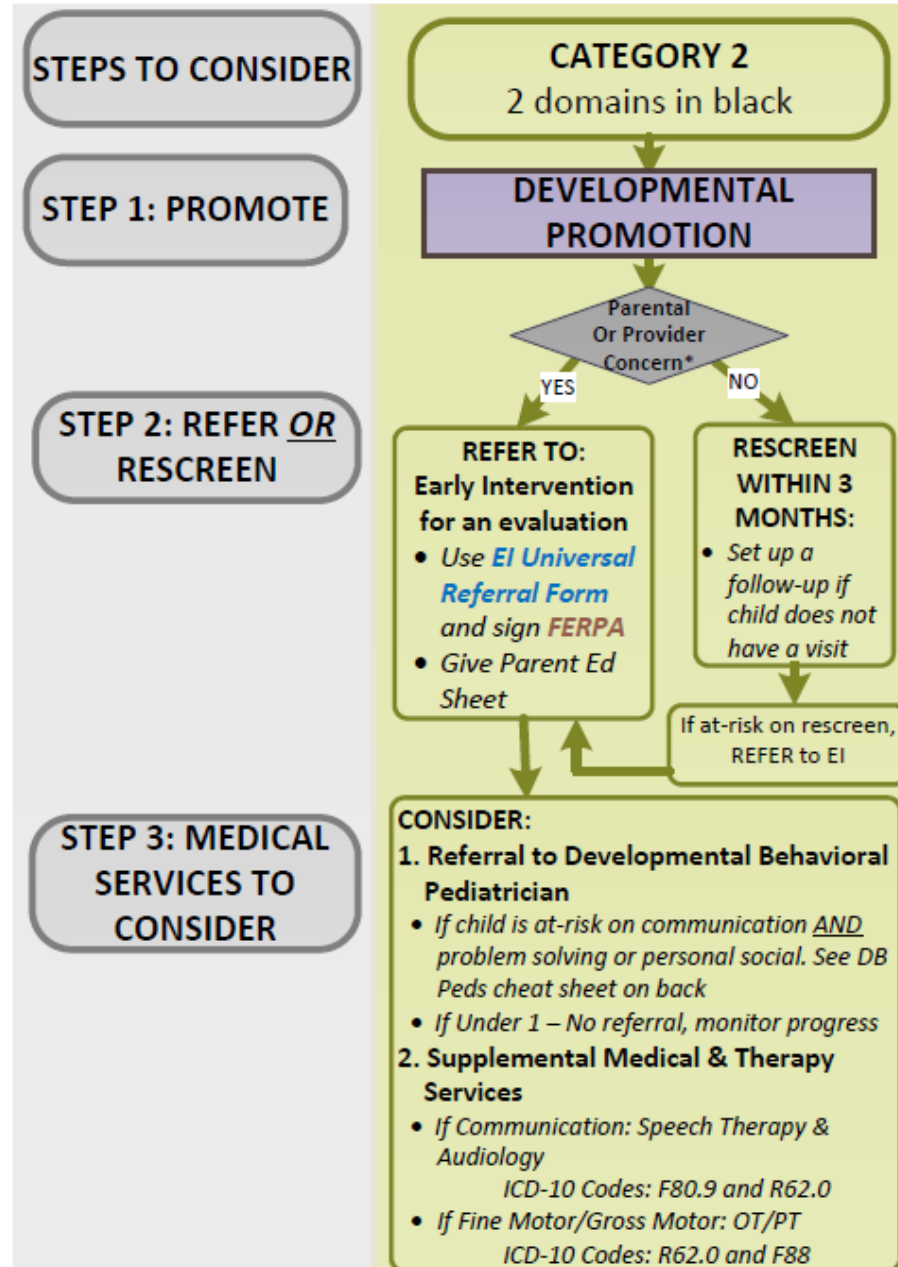 STEPS TO CONSIDER
CATEGORY 2
2 domains in black
STEP 1: PROMOTE
DEVELOPMENTAL
PROMOTION
Parental
Or Provider
Concern*
YES
NO
STEP 2: REFER OR
RESCREEN
REFER TO:
Early Intervention
for an evaluation
• Use EI Universal
Referral Form
and sign FERPA
• Give Parent Ed
Sheet
RESCREEN
WITHIN 3
MONTHS:
• Set up a
follow-up if
child does not
have a visit
If at-risk on rescreen,
REFER to EI
STEP 3: MEDICAL
SERVICES TO
CONSIDER
CONSIDER:
1. Referral to Developmental Behavioral
Pediatrician
• If child is at-risk on communication AND
problem solving or personal social. See DB
Peds cheat sheet on back
• If Under 1 – No referral, monitor progress
2. Supplemental Medical & Therapy
Services
• If Communication: Speech Therapy &
Audiology
ICD-10 Codes: F80.9 and R62.0
• If Fine Motor/Gross Motor: OT/PT
ICD-10 Codes: R62.0 and F88